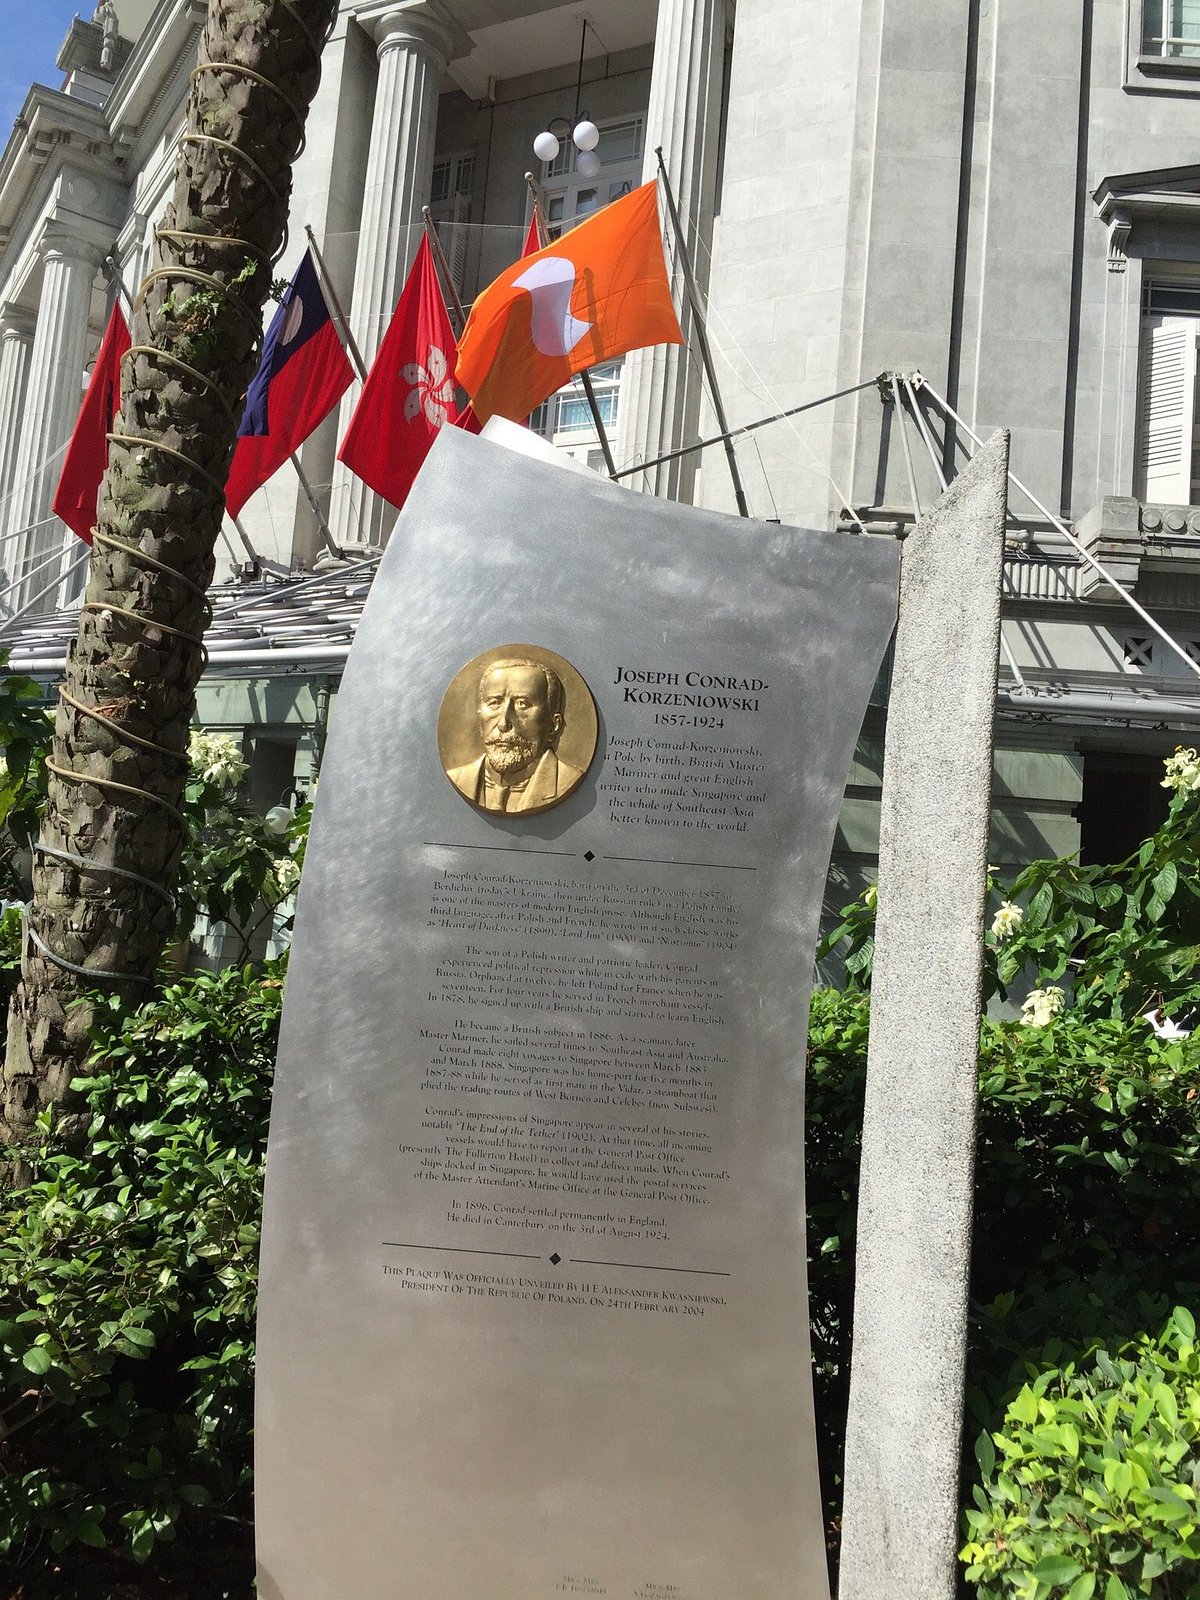 JOSEPH CONRAD-
KORZENIOWSKI
1857-1924
Joseph Conrad-Korzeniowski,
a Pole by birth, British Master
Mariner and great English
writer who made Singapore and
the whole of Southeast Asia
better known to the world.
Joseph Conrad-Korzeniowski, born on the 3rd of December 1857 in
Berdichiv (today's Ukraine, then under Russian rule) in a Polish family,
is one of the masters of modern English prose. Although English was his
third language, after Polish and French, he wrote in it such classic works
as 'Heart of Darkness' (1899), 'Lord Jim' (1900) and 'Nostromo' (1904).
The son of a Polish writer and patriotic leader, Conrad
experienced political repression while in exile with his parents in
Russia. Orphaned at twelve, he left Poland for France when he was
seventeen. For four years he served in French merchant vessels.
In 1878, he signed up with a British ship and started to learn English.
He became a British subject in 1886. As a seaman, later
Master Mariner, he sailed several times to Southeast Asia and Australia.
Conrad made eight voyages to Singapore between March 1883
and March 1888. Singapore was his home-port for five months in
1887-88 while he served as first mate in the Vidar, a steamboat that
plied the trading routes of West Borneo and Celebes (now Sulawesi).
Conrad's impressions of Singapore appear in several of his stories,
notably 'The End of the Tether' (1902). At that time, all incoming
vessels would have to report at the General Post Office
(presently The Fullerton Hotel) to collect and deliver mails. When Conrad's
ships docked in Singapore, he would have used the postal services
of the Master Attendant's Marine Office at the General Post Office.
In 1896, Conrad settled permanently in England.
He died in Canterbury on the 3rd of August 1924.
THIS PLAQUE WAS OFFICIALLY UNVEILED BY H E ALEKSANDER KWASNIEWSKI,
PRESIDENT OF THE REPUBLIC OF POLAND, ON 24TH FEBRUARY 2004